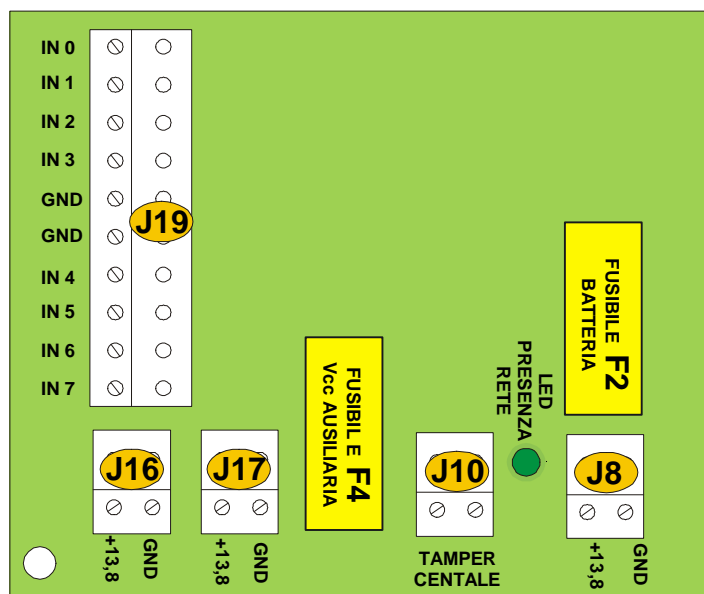 IN 0
IN 1
IN 2
IN 3
GND
GND
IN 4
IN 5
IN 6
IN 7
J19
FUSIBILE F2
BATTERIA
FUSIBIL E F4
Vcc AUSILIARIA
LED
PRESENZA
RETE
J16
J17
J10
J8
+13,8
GND
+13,8
GND
TAMPER
CENTALE
+13,8
GND